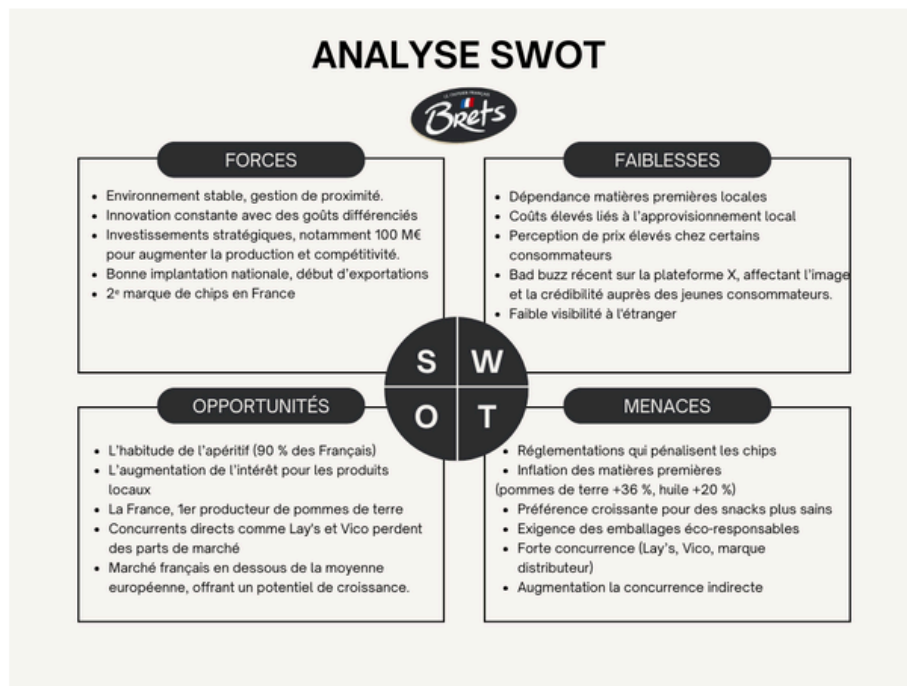 ANALYSE SWOT
LE CHIPSIER FRANÇAIS
Brets
FORCES
• Environnement stable, gestion de proximité.
• Innovation constante avec des goûts différenciés
• Investissements stratégiques, notamment 100 M€
pour augmenter la production et compétitivité.
• Bonne implantation nationale, début d'exportations
• 2e marque de chips en France
FAIBLESSES
• Dépendance matières premières locales
• Coûts élevés liés à l'approvisionnement local
• Perception de prix élevés chez certains
consommateurs
• Bad buzz récent sur la plateforme X, affectant l'image
et la crédibilité auprès des jeunes consommateurs.
• Faible visibilité à l'étranger
S W
O T
OPPORTUNITÉS
• L'habitude de l'apéritif (90 % des Français)
• L'augmentation de l'intérêt pour les produits
locaux
• La France, 1er producteur de pommes de terre
• Concurrents directs comme Lay's et Vico perdent
des parts de marché
• Marché français en dessous de la moyenne
européenne, offrant un potentiel de croissance.
MENACES
• Réglementations qui pénalisent les chips
• Inflation des matières premières
(pommes de terre +36 %, huile +20 %)
• Préférence croissante pour des snacks plus sains
• Exigence des emballages éco-responsables
• Forte concurrence (Lay's, Vico, marque
distributeur)
• Augmentation la concurrence indirecte